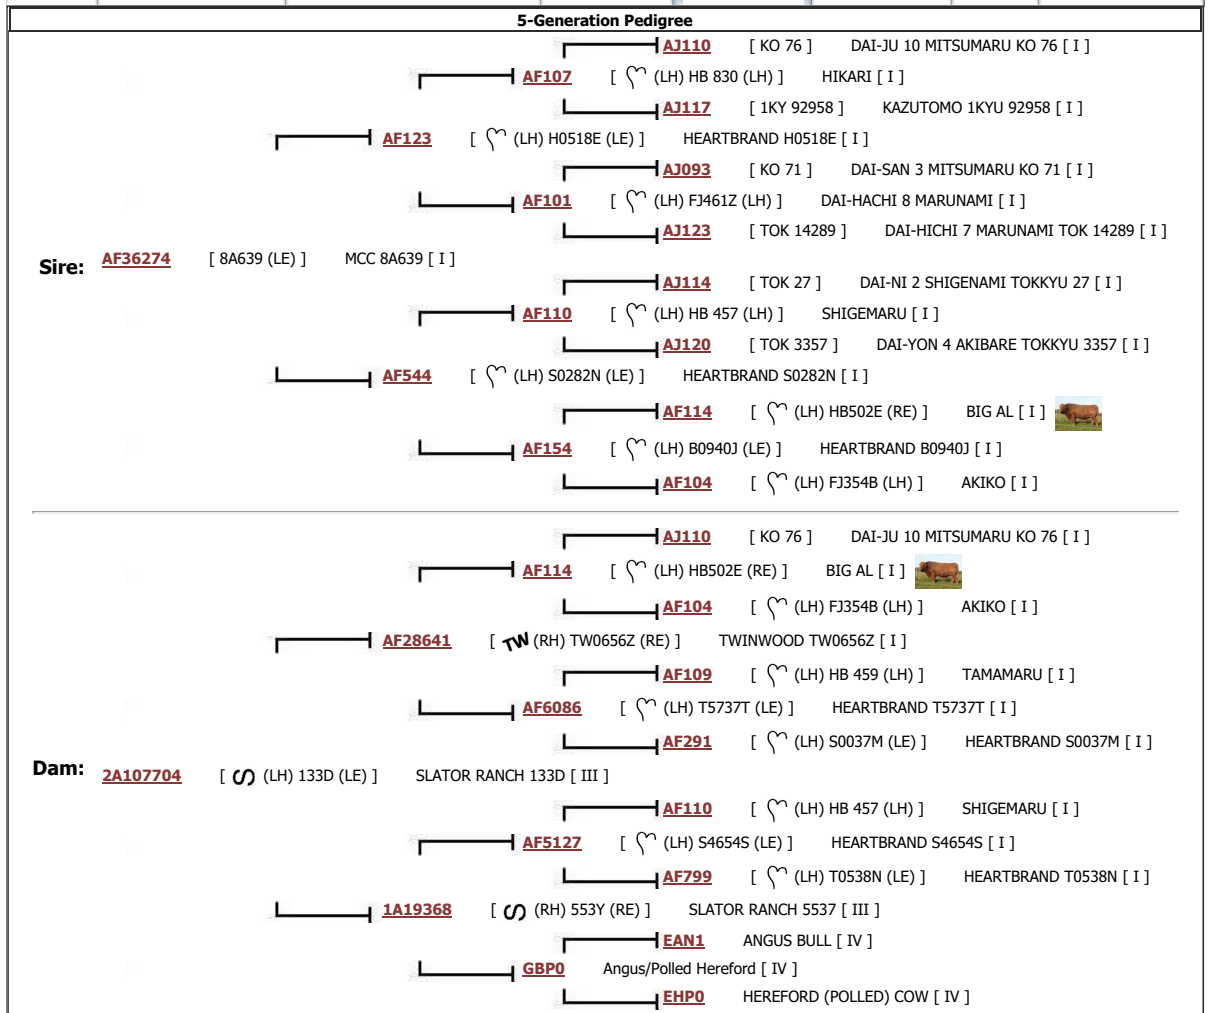 5-Generation Pedigree
AJ110 [ KO 76 ] DAI-JU 10 MITSUMARU KO 76 [ I ]
AF107 [ (LH) HB 830 (LH) ] HIKARI [ I ]
AJ117 [ 1KY 92958 ] KAZUTOMO 1KYU 92958 [ I ]
AF123 [ (LH) H0518E (LE) ] HEARTBRAND H0518E [ I ]
AJ093 [ KO 71 ] DAI-SAN 3 MITSUMARU KO 71 [ I ]
AF101 [ (LH) FJ461Z (LH) ] DAI-HACHI 8 MARUNAMI [ I ]
AJ123 [ TOK 14289 ] DAI-HICHI 7 MARUNAMI TOK 14289 [ I ]
Sire: AF36274 [ 8A639 (LE) ] MCC 8A639 [ I ]
AJ114 [ TOK 27 ] DAI-NI 2 SHIGENAMI TOKKYU 27 [ I ]
AF110 [ (LH) HB 457 (LH) ] SHIGEMARU [ I ]
AJ120 [ TOK 3357 ] DAI-YON 4 AKIBARE TOKKYU 3357 [ I ]
AF544 [ (LH) S0282N (LE) ] HEARTBRAND S0282N [ I ]
AF114 [ (LH) HB502E (RE) ] BIG AL [ I ]
AF154 [ (LH) B0940J (LE) ] HEARTBRAND B0940J [ I ]
AF104 [ (LH) FJ354B (LH) ] AKIKO [ I ]
AJ110 [ KO 76 ] DAI-JU 10 MITSUMARU KO 76 [ I ]
AF114 [ (LH) HB502E (RE) ] BIG AL [ I ]
AF104 [ (LH) FJ354B (LH) ] AKIKO [ I ]
AF28641 [ TW (RH) TW0656Z (RE) ] TWINWOOD TW0656Z [ I ]
AF109 [ (LH) HB 459 (LH) ] TAMAMARU [ I ]
AF6086 [ (LH) T5737T (LE) ] HEARTBRAND T5737T [ I ]
AF291 [ (LH) S0037M (LE) ] HEARTBRAND S0037M [ I ]
Dam: 2A107704 [ (LH) 133D (LE) ] SLATOR RANCH 133D [ III ]
AF110 [ (LH) HB 457 (LH) ] SHIGEMARU [ I ]
AF5127 [ (LH) S4654S (LE) ] HEARTBRAND S4654S [ I ]
AF799 [ (LH) T0538N (LE) ] HEARTBRAND T0538N [ I ]
1A19368 [ (RH) 553Y (RE) ] SLATOR RANCH 5537 [ III ]
EAN1 ANGUS BULL [ IV ]
GBP0 Angus/Polled Hereford [ IV ]
EHP0 HEREFORD (POLLED) COW [ IV ]